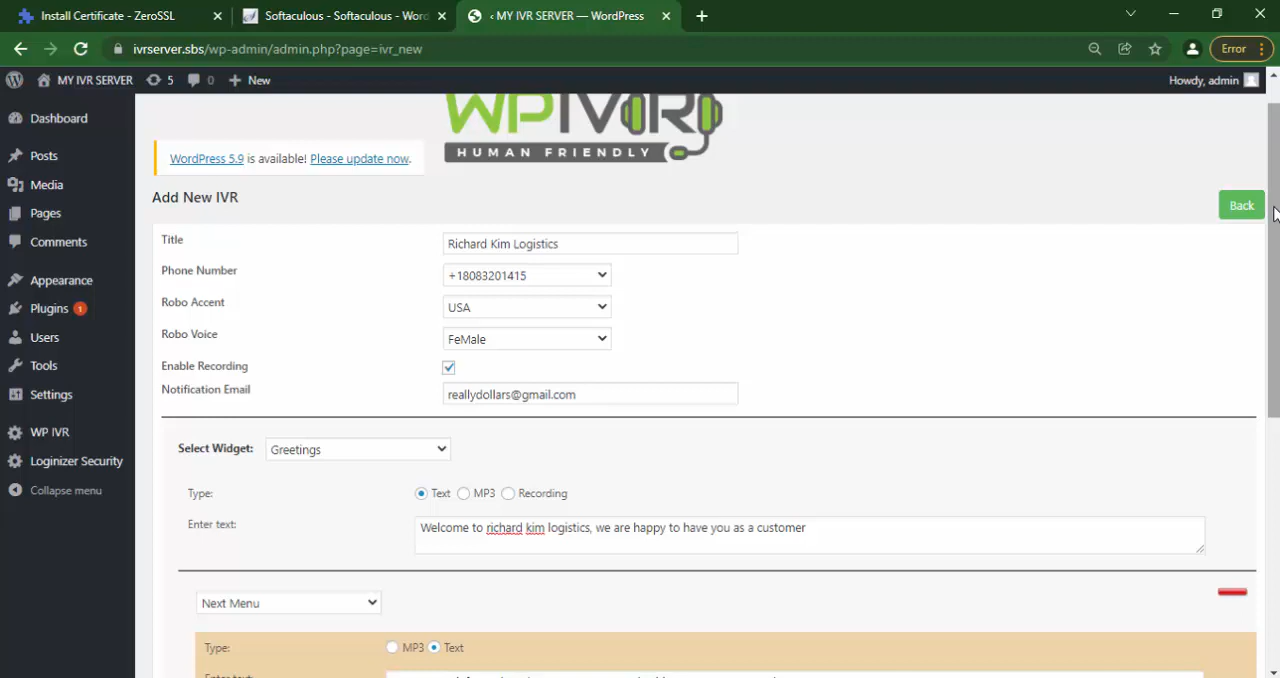 Install Certificate - ZeroSSL
Softaculous - Softaculous - Wor
‹ MY IVR SERVER — WordPress
ivrserver.sbs/wp-admin/admin.php?page=ivr_new
Error
MY IVR SERVER 5 0 New
Howdy, admin
WPIVR
HUMAN FRIENDLY
WordPress 5.9 is available! Please update now.
Add New IVR
Back
Dashboard
Posts
Media
Pages
Comments
Appearance
Plugins 1
Users
Tools
Settings
WP IVR
Loginizer Security
Collapse menu
Title Richard Kim Logistics
Phone Number +18083201415
Robo Accent USA
Robo Voice FeMale
Enable Recording
Notification Email reallydollars@gmail.com
Select Widget: Greetings
Type: Text MP3 Recording
Enter text: Welcome to richard kim logistics, we are happy to have you as a customer
Next Menu
Type: MP3 Text